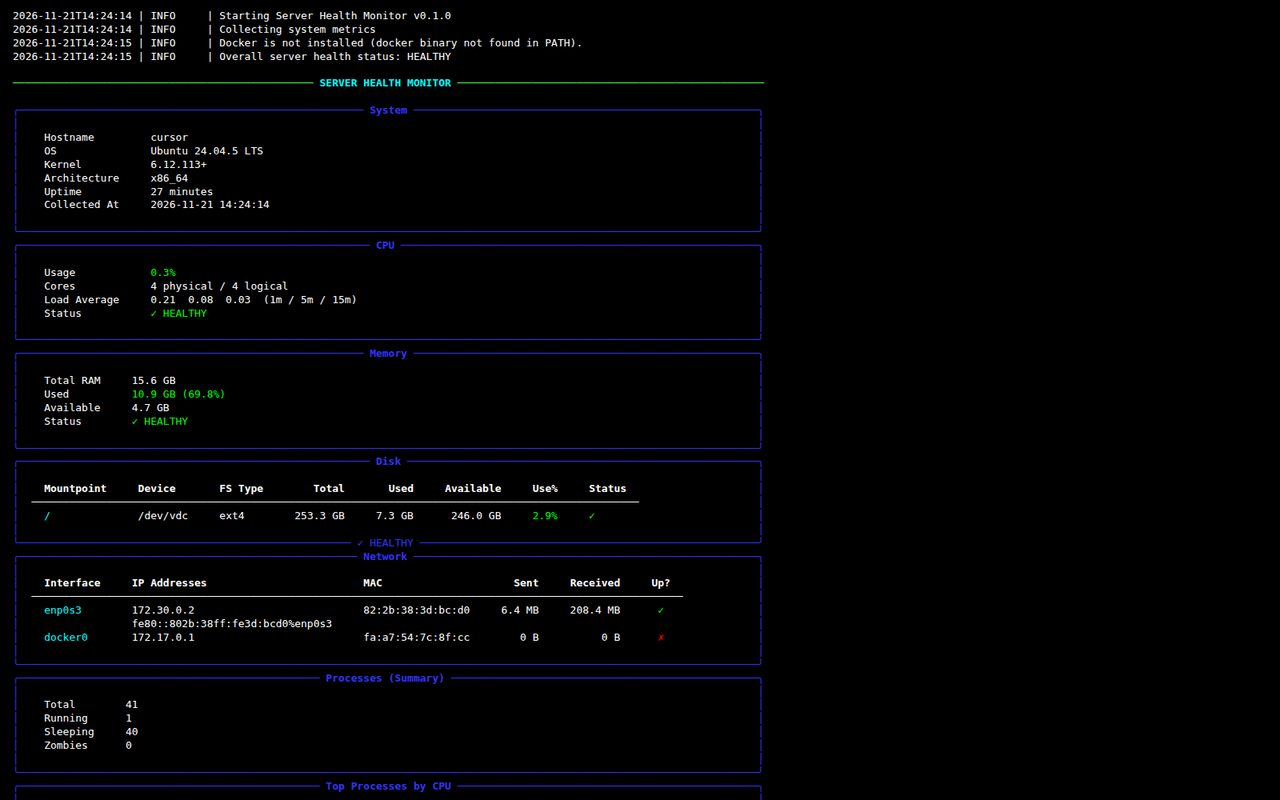 2026-11-21T14:24:14 | INFO     | Starting Server Health Monitor v0.1.0
2026-11-21T14:24:14 | INFO     | Collecting system metrics
2026-11-21T14:24:15 | INFO     | Docker is not installed (docker binary not found in PATH).
2026-11-21T14:24:15 | INFO     | Overall server health status: HEALTHY
SERVER HEALTH MONITOR
System
Hostname cursor
OS Ubuntu 24.04.5 LTS
Kernel 6.12.113+
Architecture x86_64
Uptime 27 minutes
Collected At 2026-11-21 14:24:14
CPU
Usage 0.3%
Cores 4 physical / 4 logical
Load Average 0.21  0.08  0.03  (1m / 5m / 15m)
Status ✓ HEALTHY
Memory
Total RAM 15.6 GB
Used 10.9 GB (69.8%)
Available 4.7 GB
Status ✓ HEALTHY
Disk
Mountpoint Device FS Type Total Used Available Use% Status
/ /dev/vdc ext4 253.3 GB 7.3 GB 246.0 GB 2.9% ✓
✓ HEALTHY
Network
Interface IP Addresses MAC Sent Received Up?
enp0s3 172.30.0.2 82:2b:38:3d:bc:d0 6.4 MB 208.4 MB ✓
fe80::802b:38ff:fe3d:bcd0%enp0s3
docker0 172.17.0.1 fa:a7:54:7c:8f:cc 0 B 0 B ✗
Processes (Summary)
Total 41
Running 1
Sleeping 40
Zombies 0
Top Processes by CPU